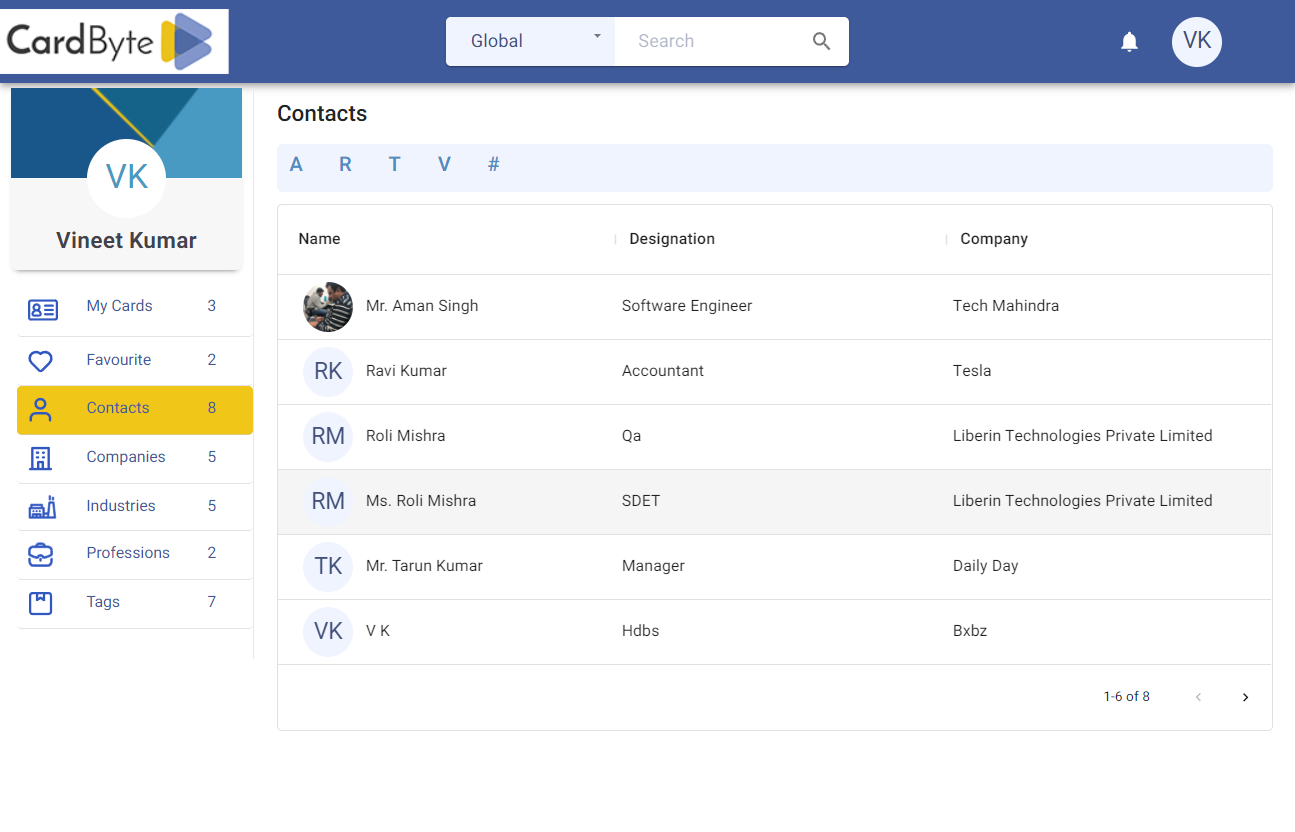 CardByte
Global
Search
VK
VK
Vineet Kumar
My Cards 3
Favourite 2
Contacts 8
Companies 5
Industries 5
Professions 2
Tags 7
Contacts
A R T V #
Name Designation Company
Mr. Aman Singh Software Engineer Tech Mahindra
RK Ravi Kumar Accountant Tesla
RM Roli Mishra Qa Liberin Technologies Private Limited
RM Ms. Roli Mishra SDET Liberin Technologies Private Limited
TK Mr. Tarun Kumar Manager Daily Day
VK V K Hdbs Bxbz
1-6 of 8